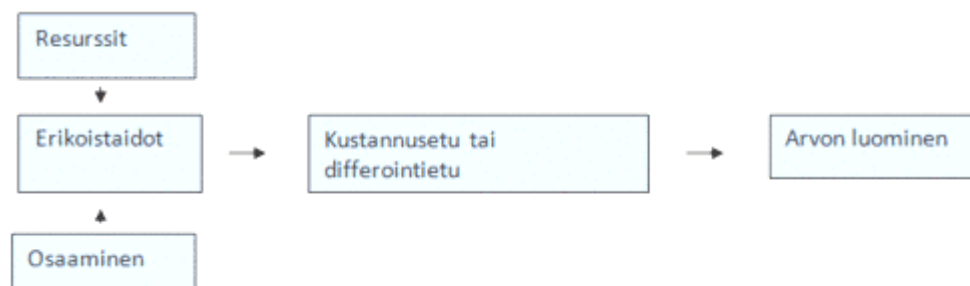 Resurssit
Erikoistaidot
Kustannusetu tai
differointietu
Arvon luominen
Osaaminen